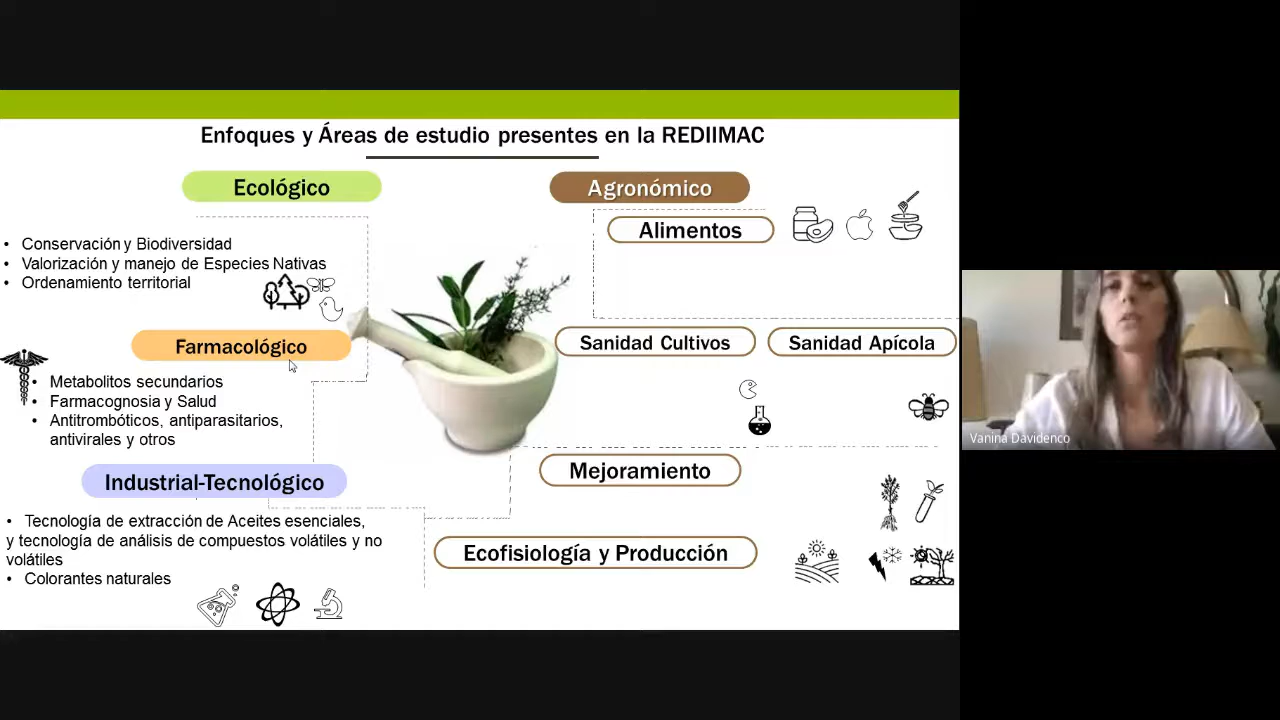 Enfoques y Áreas de estudio presentes en la REDIIMAC
Ecológico
• Conservación y Biodiversidad
• Valorización y manejo de Especies Nativas
• Ordenamiento territorial
Farmacológico
• Metabolitos secundarios
• Farmacognosia y Salud
• Antitrombóticos, antiparasitarios,
antivirales y otros
Industrial-Tecnológico
• Tecnología de extracción de Aceites esenciales,
y tecnología de análisis de compuestos volátiles y no
volátiles
• Colorantes naturales
Agronómico
Alimentos
Sanidad Cultivos
Sanidad Apícola
Mejoramiento
Ecofisiología y Producción
Vanina Davidenco